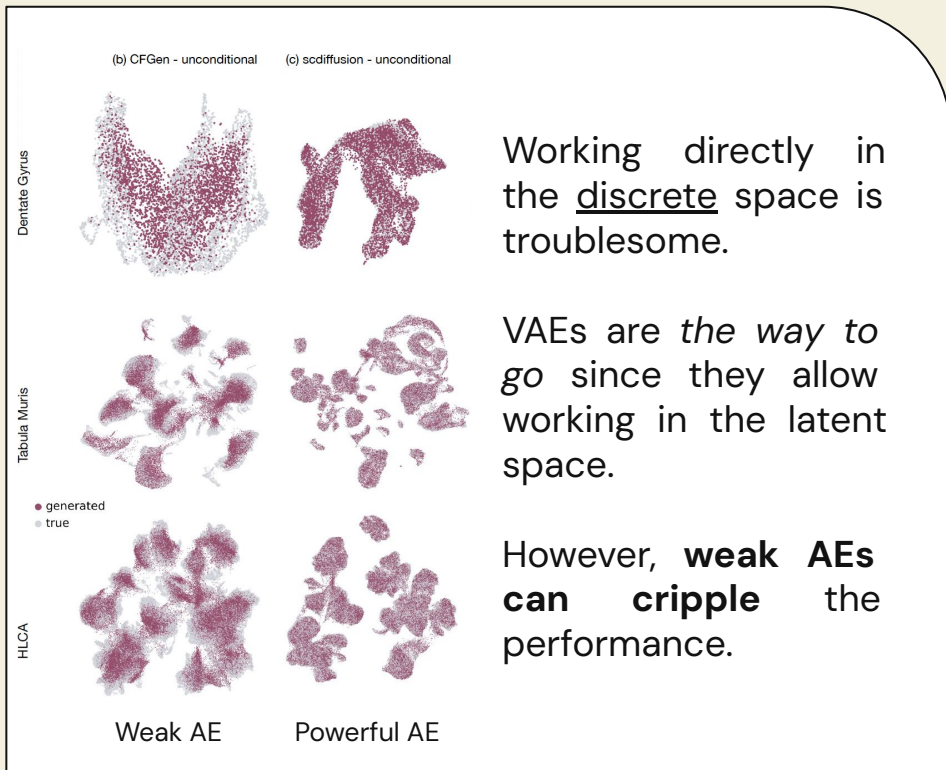 (b) CFGen - unconditional
(c) scdiffusion - unconditional
Dentate Gyrus
Tabula Muris
generated
true
HLCA
Weak AE
Powerful AE
Working directly in
the discrete space is
troublesome.
VAEs are the way to
go since they allow
working in the latent
space.
However, weak AEs
can cripple the
performance.